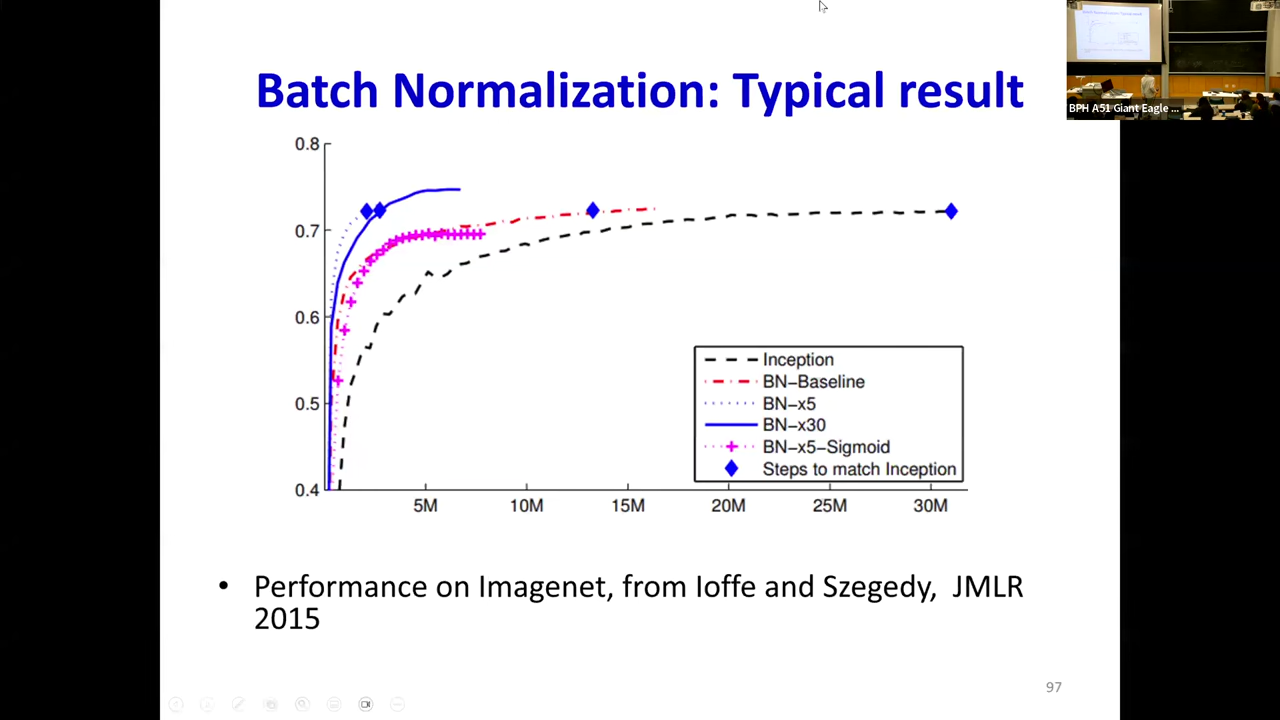 Batch Normalization: Typical result
BPH A51 Giant Eagle ...
0.8
0.7
0.6
0.5
0.4
5M 10M 15M 20M 25M 30M
Inception
BN−Baseline
BN−x5
BN−x30
BN−x5−Sigmoid
Steps to match Inception
• Performance on Imagenet, from Ioffe and Szegedy, JMLR
2015
97